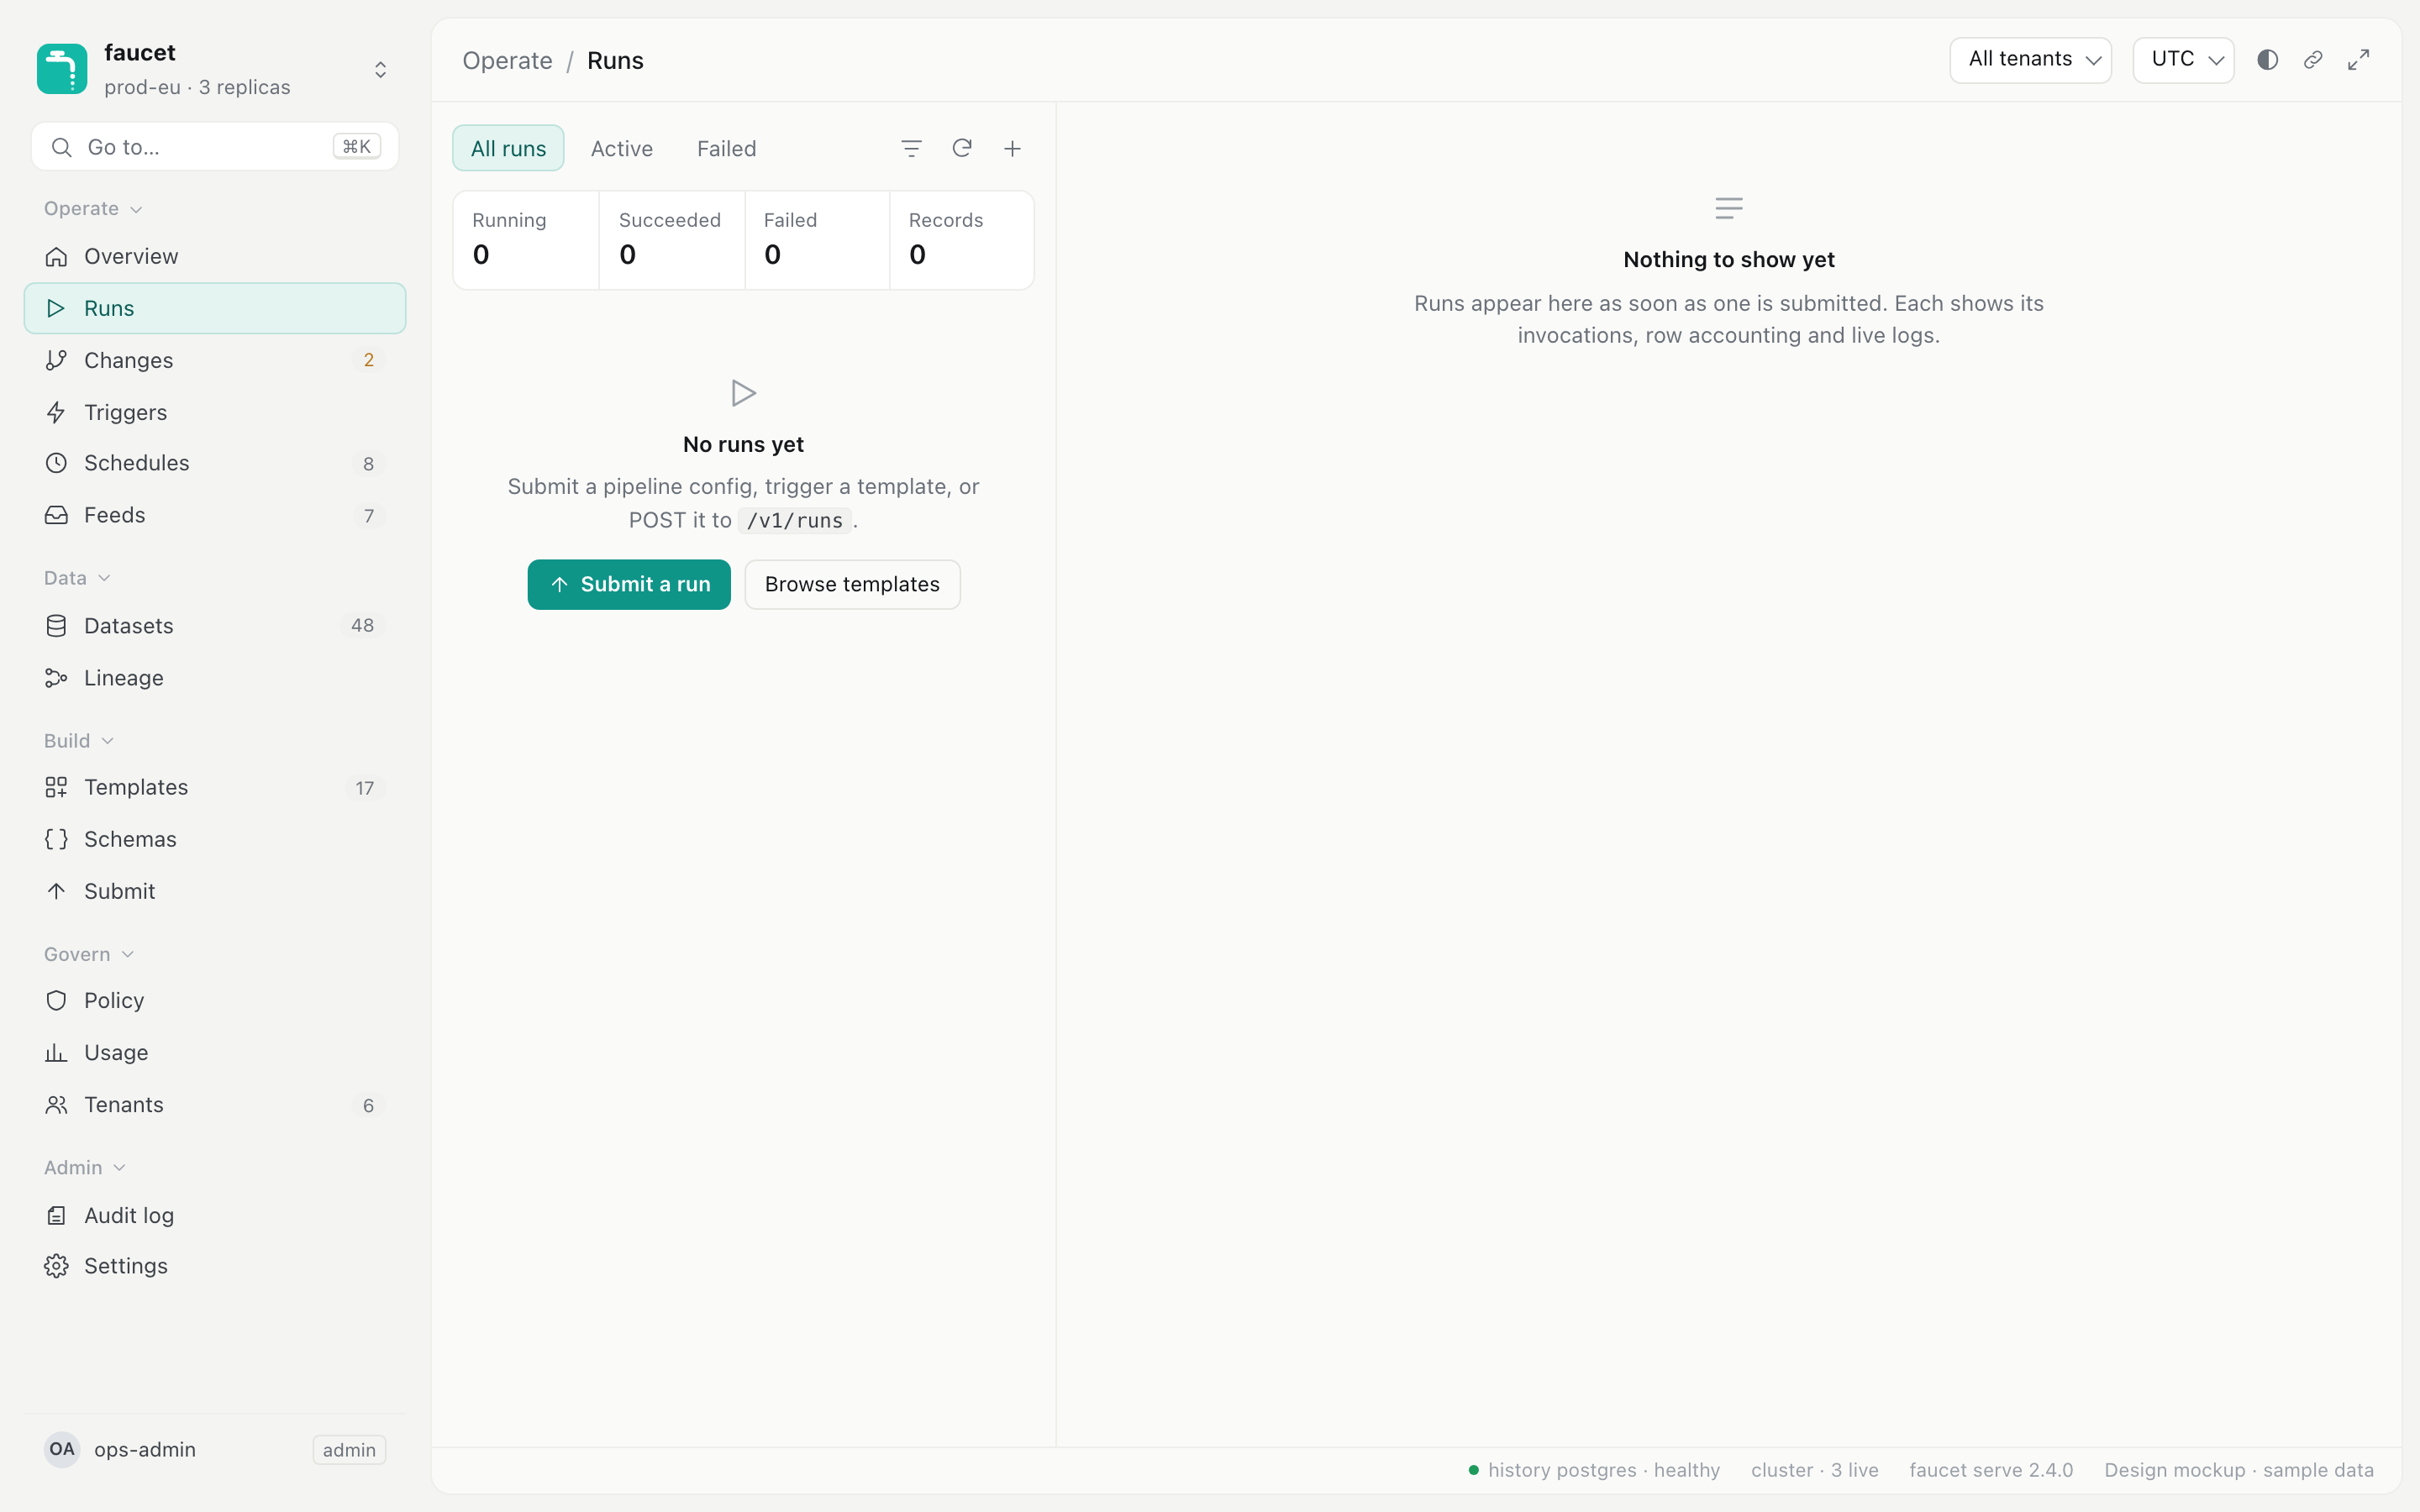 faucet
prod-eu · 3 replicas
Go to...
⌘K
Operate
Overview
Runs
Changes 2
Triggers
Schedules 8
Feeds 7
Data
Datasets 48
Lineage
Build
Templates 17
Schemas
Submit
Govern
Policy
Usage
Tenants 6
Admin
Audit log
Settings
OA ops-admin admin
Operate / Runs
All tenants
UTC
All runs Active Failed
Running Succeeded Failed Records
0 0 0 0
No runs yet
Submit a pipeline config, trigger a template, or
POST it to /v1/runs.
Submit a run
Browse templates
Nothing to show yet
Runs appear here as soon as one is submitted. Each shows its
invocations, row accounting and live logs.
history postgres · healthy cluster · 3 live faucet serve 2.4.0 Design mockup · sample data